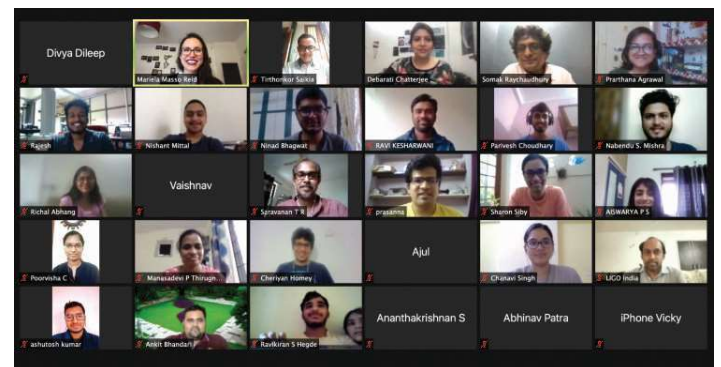 Divya Dileep
Mariela Masso Reid
Tirthonkor Saikia
Debarati Chatterjee
Somak Raychaudhury
Prarthana Agrawal
Rajesh
Nishant Mittal
Ninad Bhagwat
RAVI KESHARWANI
Parivesh Choudhary
Nabendu S. Mishra
Richal Abhang
Vaishnav
Spravanan T R
prasanna
Sharon Siby
AISWARYA P S
Poorvisha C
Manasadevi P Thirugn...
Cheriyan Homey
Ajul
Chanavi Singh
LIGO India
ashutosh kumar
Ankit Bhandari
Ravikiran S Hegde
Ananthakrishnan S
Abhinav Patra
iPhone Vicky